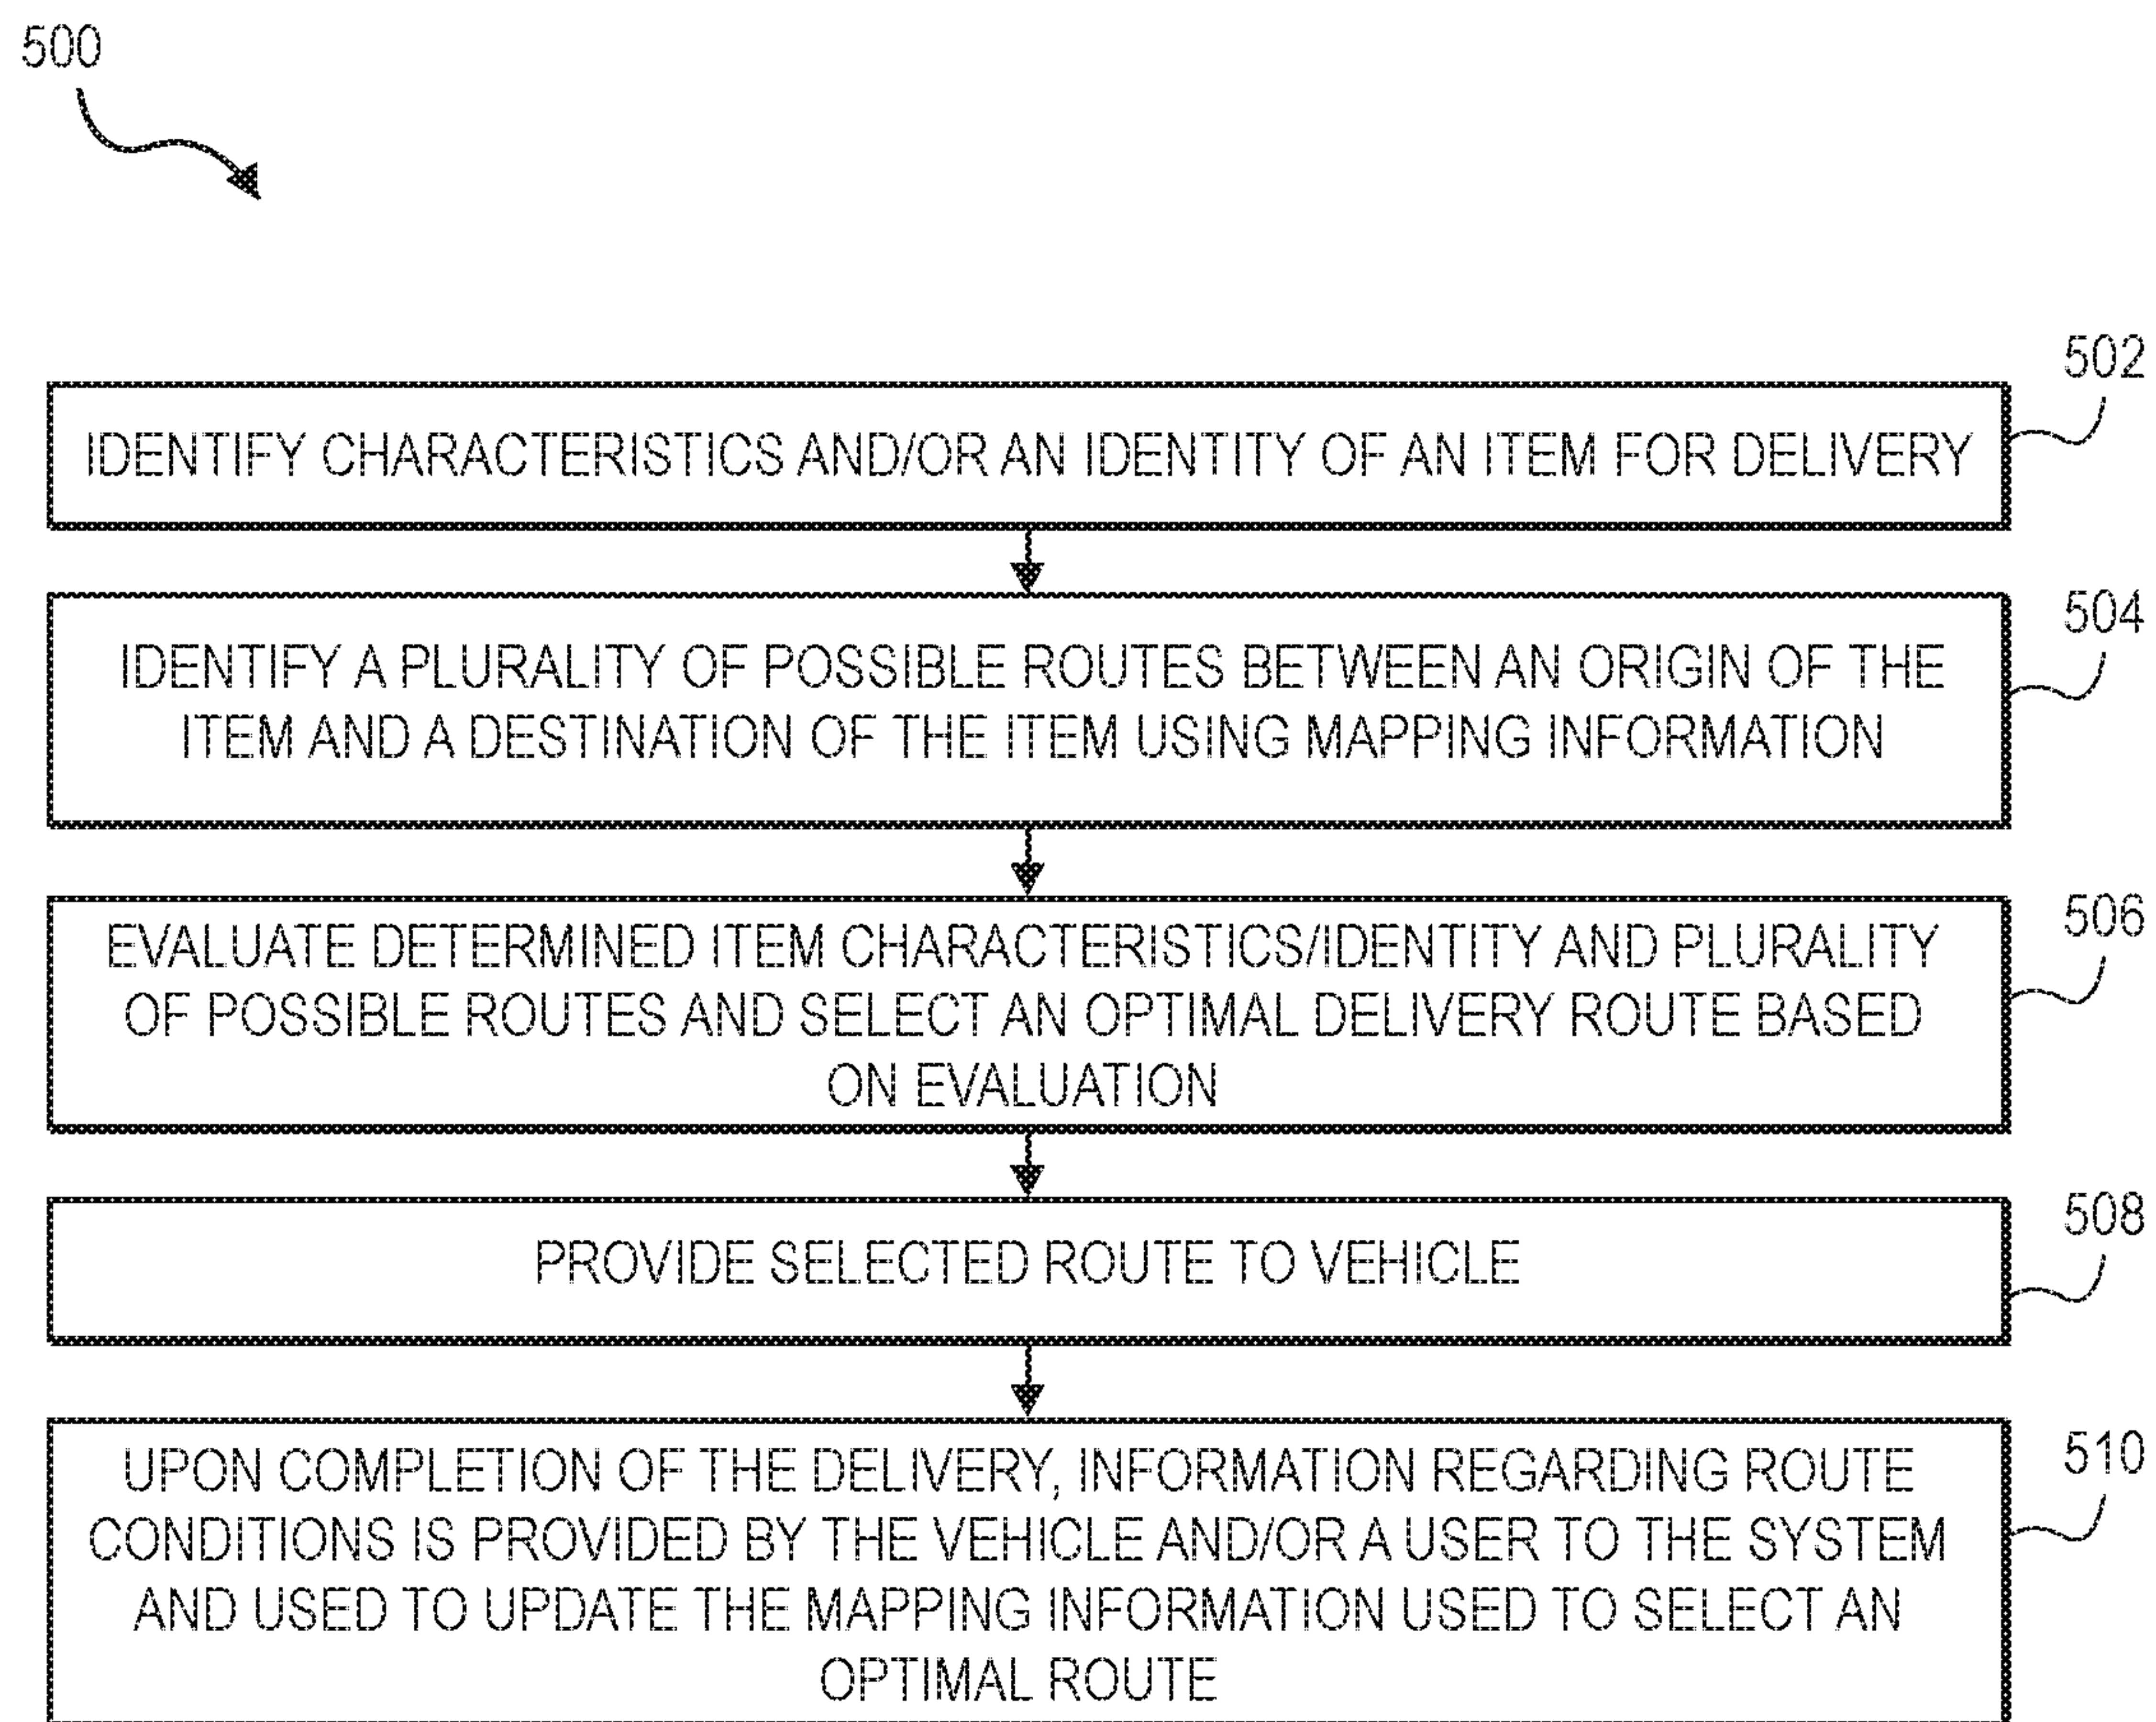 500
502
IDENTIFY CHARACTERISTICS AND/OR AN IDENTITY OF AN ITEM FOR DELIVERY
504
IDENTIFY A PLURALITY OF POSSIBLE ROUTES BETWEEN AN ORIGIN OF THE
ITEM AND A DESTINATION OF THE ITEM USING MAPPING INFORMATION
506
EVALUATE DETERMINED ITEM CHARACTERISTICS/IDENTITY AND PLURALITY
OF POSSIBLE ROUTES AND SELECT AN OPTIMAL DELIVERY ROUTE BASED
ON EVALUATION
508
PROVIDE SELECTED ROUTE TO VEHICLE
510
UPON COMPLETION OF THE DELIVERY, INFORMATION REGARDING ROUTE
CONDITIONS IS PROVIDED BY THE VEHICLE AND/OR A USER TO THE SYSTEM
AND USED TO UPDATE THE MAPPING INFORMATION USED TO SELECT AN
OPTIMAL ROUTE